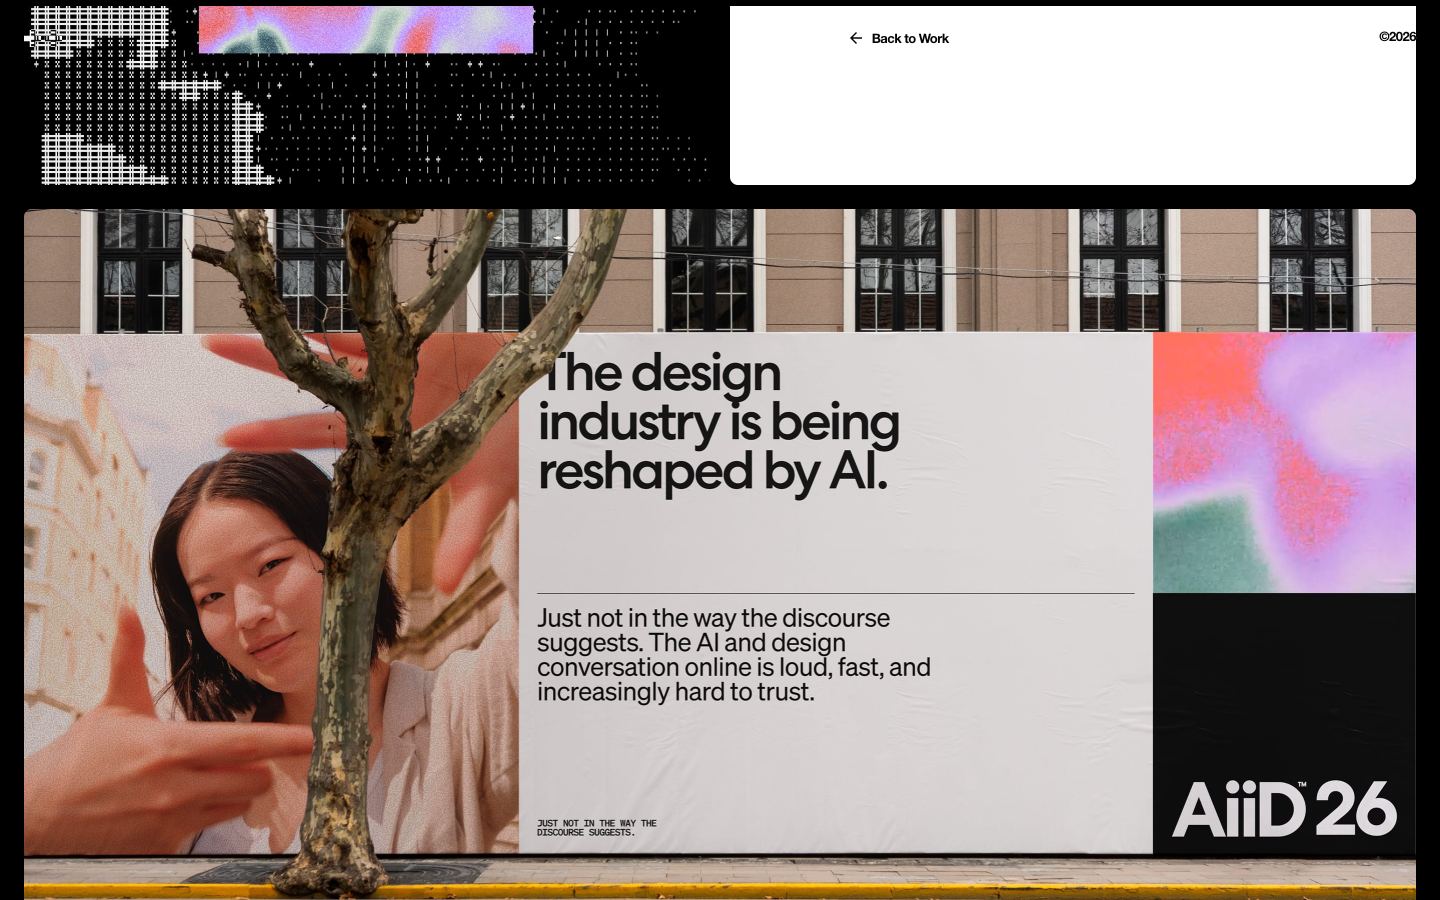 Back to Work
©2026
The design
industry is being
reshaped by AI.
Just not in the way the discourse
suggests. The AI and design
conversation online is loud, fast, and
increasingly hard to trust.
JUST NOT IN THE WAY THE
DISCOURSE SUGGESTS.
AiiD™ 26